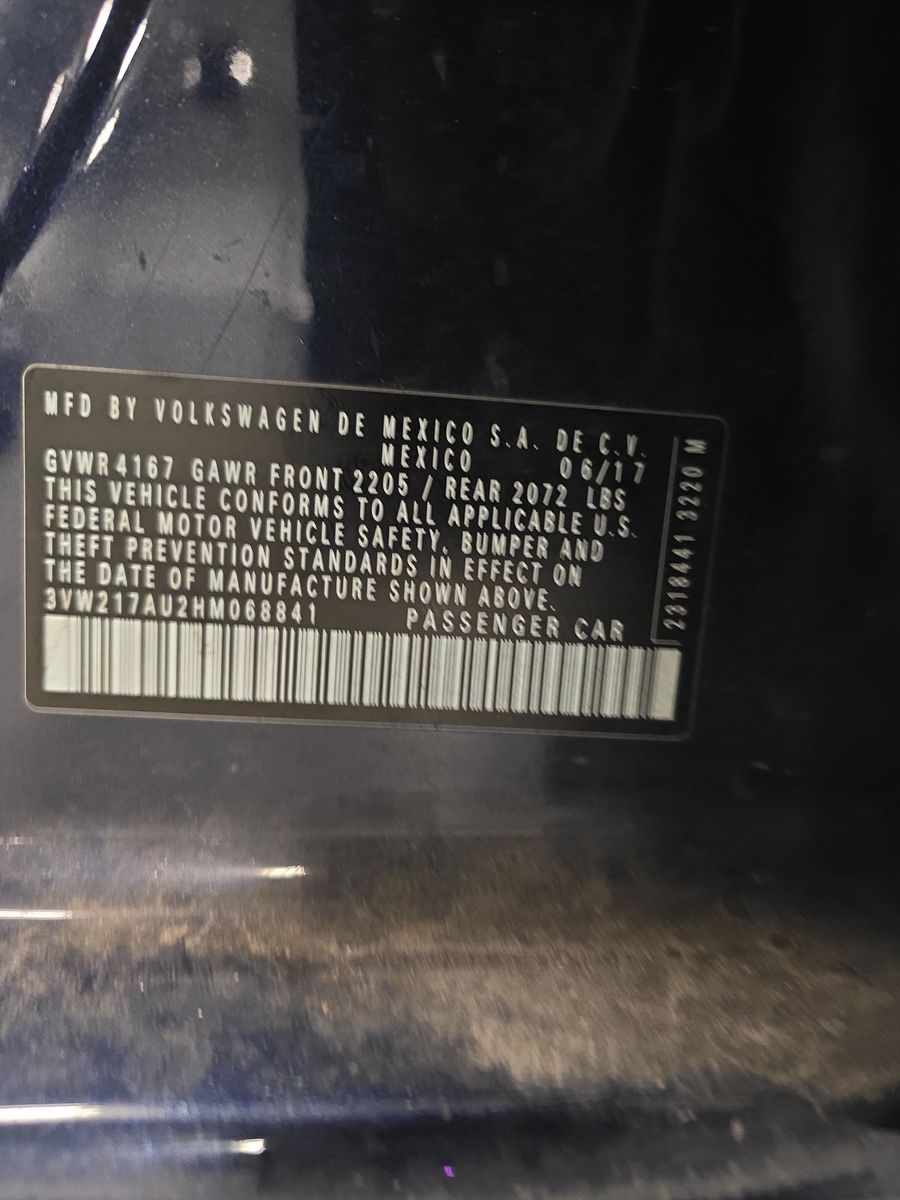 MFD BY VOLKSWAGEN DE MEXICO S.A. DE C.V.
MEXICO 06/17
GVWR 4167 GAWR FRONT 2205 / REAR 2072 LBS
THIS VEHICLE CONFORMS TO ALL APPLICABLE U.S.
FEDERAL MOTOR VEHICLE SAFETY, BUMPER AND
THEFT PREVENTION STANDARDS IN EFFECT ON
THE DATE OF MANUFACTURE SHOWN ABOVE.
3VW217AU2HM068841 PASSENGER CAR
2318441 3220 M